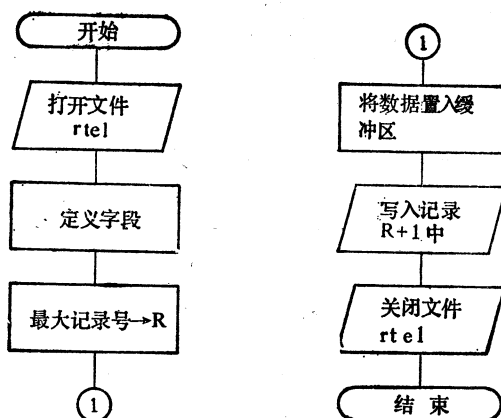 开始
打开文件
rtel
定义字段
最大记录号→R
1
1
将数据置入缓
冲区
写入记录
R+1中
关闭文件
rtel
结 束